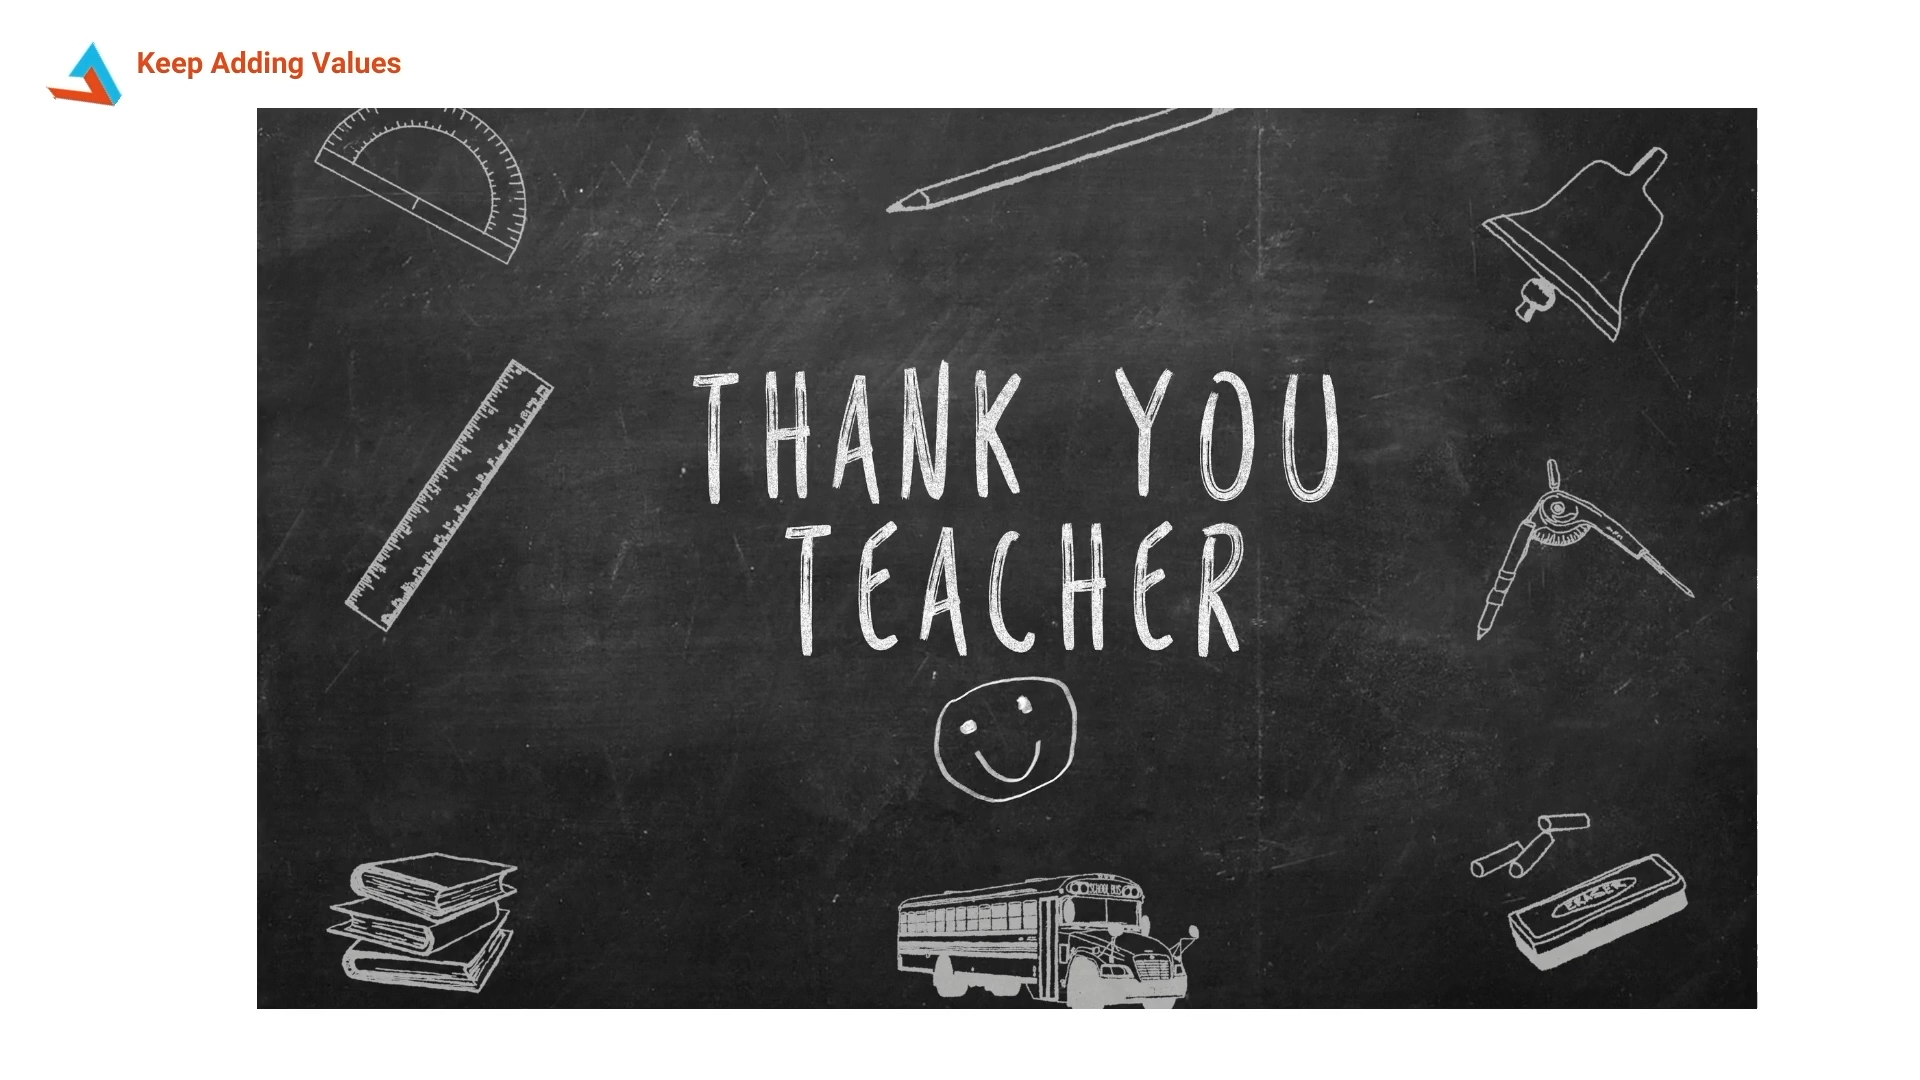 Keep Adding Values
THANK YOU
TEACHER
SCHOOL BUS
ERASER